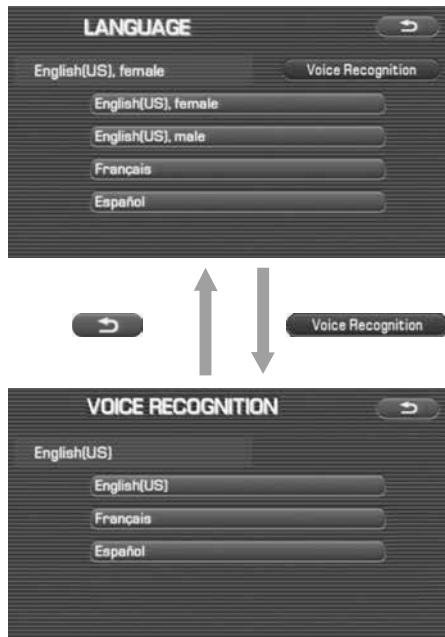 LANGUAGE
English(US), female Voice Recognition
English(US), female
English(US), male
Français
Español
Voice Recognition
VOICE RECOGNITION
English(US)
English(US)
Français
Español